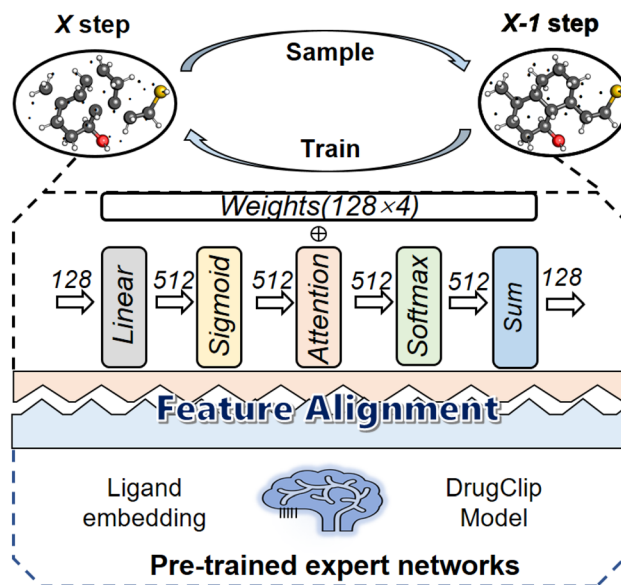 X step
X-1 step
Sample
Train
Weights(128×4)
⊕
128
512
512
512
512
128
Linear
Sigmoid
Attention
Softmax
Sum
Feature Alignment
Ligand
embedding
DrugClip
Model
Pre-trained expert networks